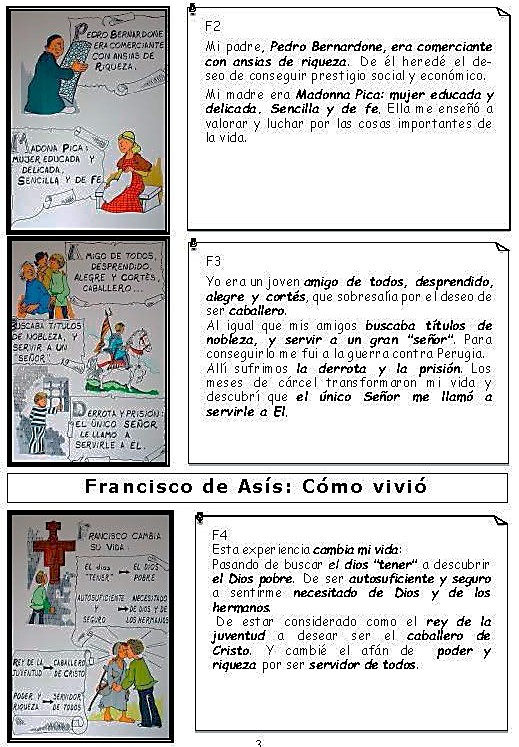 PEDRO BERNARDONE
ERA COMERCIANTE
CON ANSIAS DE
RIQUEZA.
MADONA PICA:
MUJER EDUCADA Y
DELICADA.
SENCILLA Y DE FE.
F2
Mi padre, Pedro Bernardone, era comerciante
con ansias de riqueza. De él heredé el de-
seo de conseguir prestigio social y económico.
Mi madre era Madonna Pica: mujer educada y
delicada. Sencilla y de fe. Ella me enseñó a
valorar y luchar por las cosas importantes de
la vida.
AMIGO DE TODOS,
DESPRENDIDO,
ALEGRE Y CORTÉS,
CABALLERO...
BUSCABA TÍTULOS
DE NOBLEZA, Y
SERVIR A UN
"SEÑOR"
DERROTA Y PRISIÓN:
EL ÚNICO SEÑOR
LE LLAMÓ A
SERVIRLE A EL.
F3
Yo era un joven amigo de todos, desprendido,
alegre y cortés, que sobresalía por el deseo de
ser caballero.
Al igual que mis amigos buscaba títulos de
nobleza, y servir a un gran "señor". Para
conseguirlo me fui a la guerra contra Perugia.
Allí sufrimos la derrota y la prisión. Los
meses de cárcel transformaron mi vida y
descubrí que el único Señor me llamó a
servirle a El.
Francisco de Asís: Cómo vivió
FRANCISCO CAMBIA
SU VIDA:
EL dios "TENER" → EL DIOS POBRE
AUTOSUFICIENTE Y SEGURO → NECESITADO DE DIOS Y DE LOS HERMANOS
REY DE LA JUVENTUD → CABALLERO DE CRISTO
PODER Y RIQUEZA → SERVIDOR DE TODOS
F4
Esta experiencia cambia mi vida:
Pasando de buscar el dios "tener" a descubrir
el Dios pobre. De ser autosuficiente y seguro
a sentirme necesitado de Dios y de los
hermanos.
De estar considerado como el rey de la
juventud a desear ser el caballero de
Cristo. Y cambié el afán de poder y
riqueza por ser servidor de todos.
3